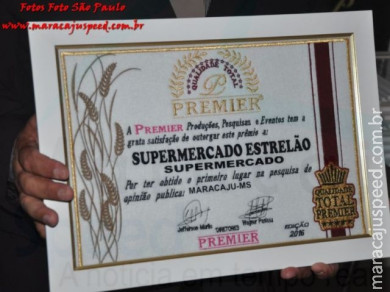 Fotos Foto São Paulo
www.maracajuspeed.com.br
QUALIDADE TOTAL
P
PREMIER
A PREMIER Produções, Pesquisas e Eventos tem a
grata satisfação de outorgar este prêmio a:
SUPERMERCADO ESTRELÃO
SUPERMERCADO
Por ter obtido o primeiro lugar na pesquisa de
opinião publica: MARACAJU-MS
DIRETORES
EDIÇÃO
2016
PREMIER
QUALIDADE
TOTAL
PREMIER
maracajuspeed.com.br